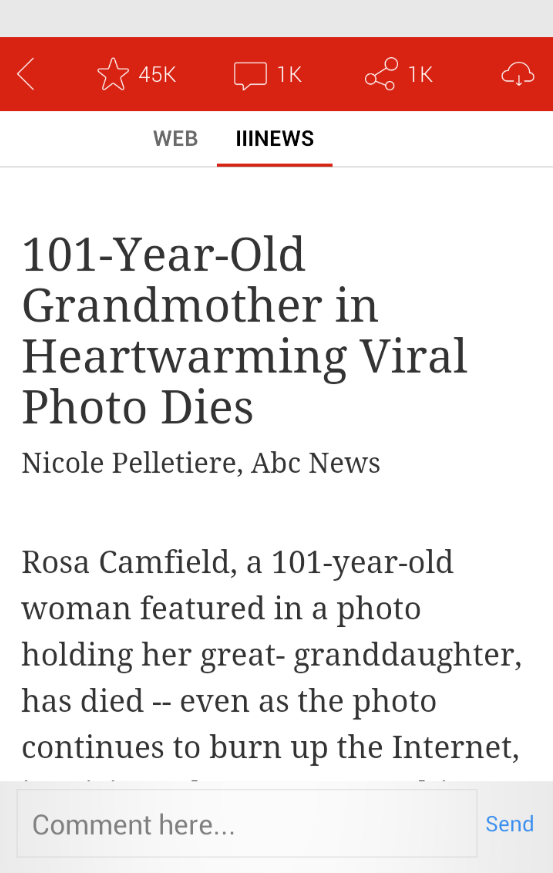 45K 1K 1K
WEB IIINEWS
101-Year-Old
Grandmother in
Heartwarming Viral
Photo Dies
Nicole Pelletiere, Abc News
Rosa Camfield, a 101-year-old
woman featured in a photo
holding her great- granddaughter,
has died -- even as the photo
continues to burn up the Internet,
Comment here...
Send